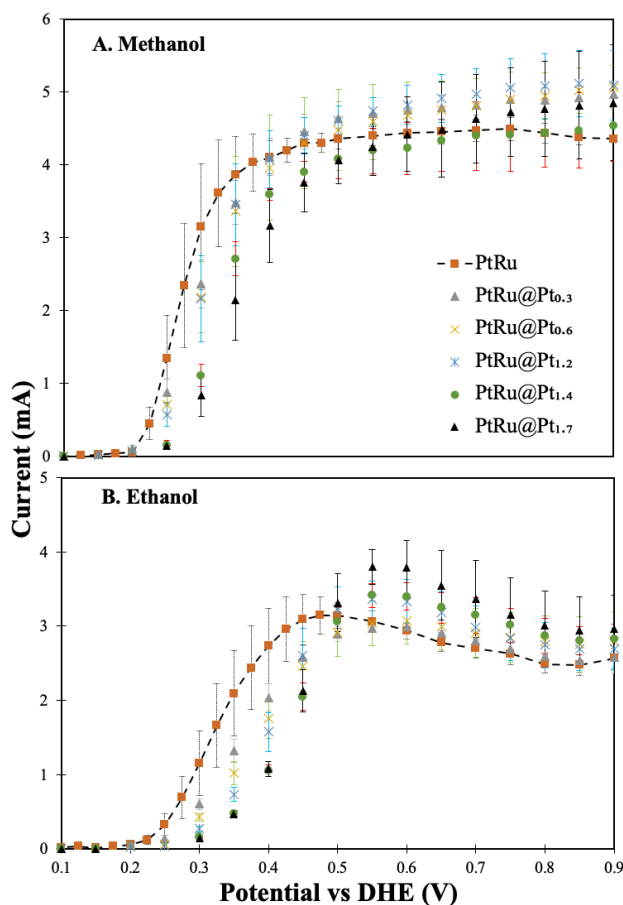 A. Methanol
6
5
4
3
2
1
0
PtRu
PtRu@Pt₀.₃
PtRu@Pt₀.₆
PtRu@Pt₁.₂
PtRu@Pt₁.₄
PtRu@Pt₁.₇
Current (mA)
B. Ethanol
5
4
3
2
1
0
0.1 0.2 0.3 0.4 0.5 0.6 0.7 0.8 0.9
Potential vs DHE (V)